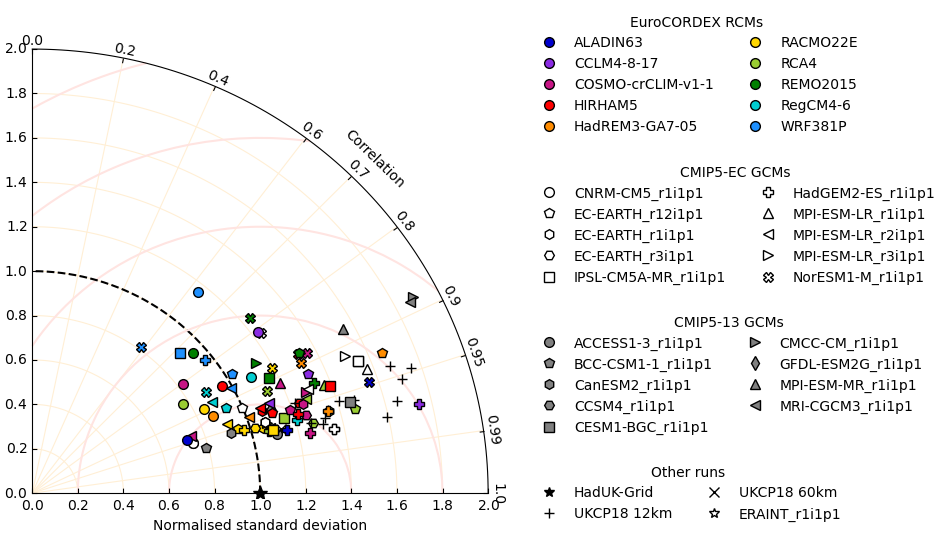 EuroCORDEX RCMs
ALADIN63
CCLM4-8-17
COSMO-crCLIM-v1-1
HIRHAM5
HadREM3-GA7-05
RACMO22E
RCA4
REMO2015
RegCM4-6
WRF381P
CMIP5-EC GCMs
CNRM-CM5_r1i1p1
EC-EARTH_r12i1p1
EC-EARTH_r1i1p1
EC-EARTH_r3i1p1
IPSL-CM5A-MR_r1i1p1
HadGEM2-ES_r1i1p1
MPI-ESM-LR_r1i1p1
MPI-ESM-LR_r2i1p1
MPI-ESM-LR_r3i1p1
NorESM1-M_r1i1p1
CMIP5-13 GCMs
ACCESS1-3_r1i1p1
BCC-CSM1-1_r1i1p1
CanESM2_r1i1p1
CCSM4_r1i1p1
CESM1-BGC_r1i1p1
CMCC-CM_r1i1p1
GFDL-ESM2G_r1i1p1
MPI-ESM-MR_r1i1p1
MRI-CGCM3_r1i1p1
Other runs
HadUK-Grid
UKCP18 12km
UKCP18 60km
ERAINT_r1i1p1
2.0
1.8
1.6
1.4
1.2
1.0
0.8
0.6
0.4
0.2
0.0
0.0
0.2
0.4
0.6
0.7
0.8
0.9
0.95
0.99
1.0
Correlation
0.0
0.2
0.4
0.6
0.8
1.0
1.2
1.4
1.6
1.8
2.0
Normalised standard deviation